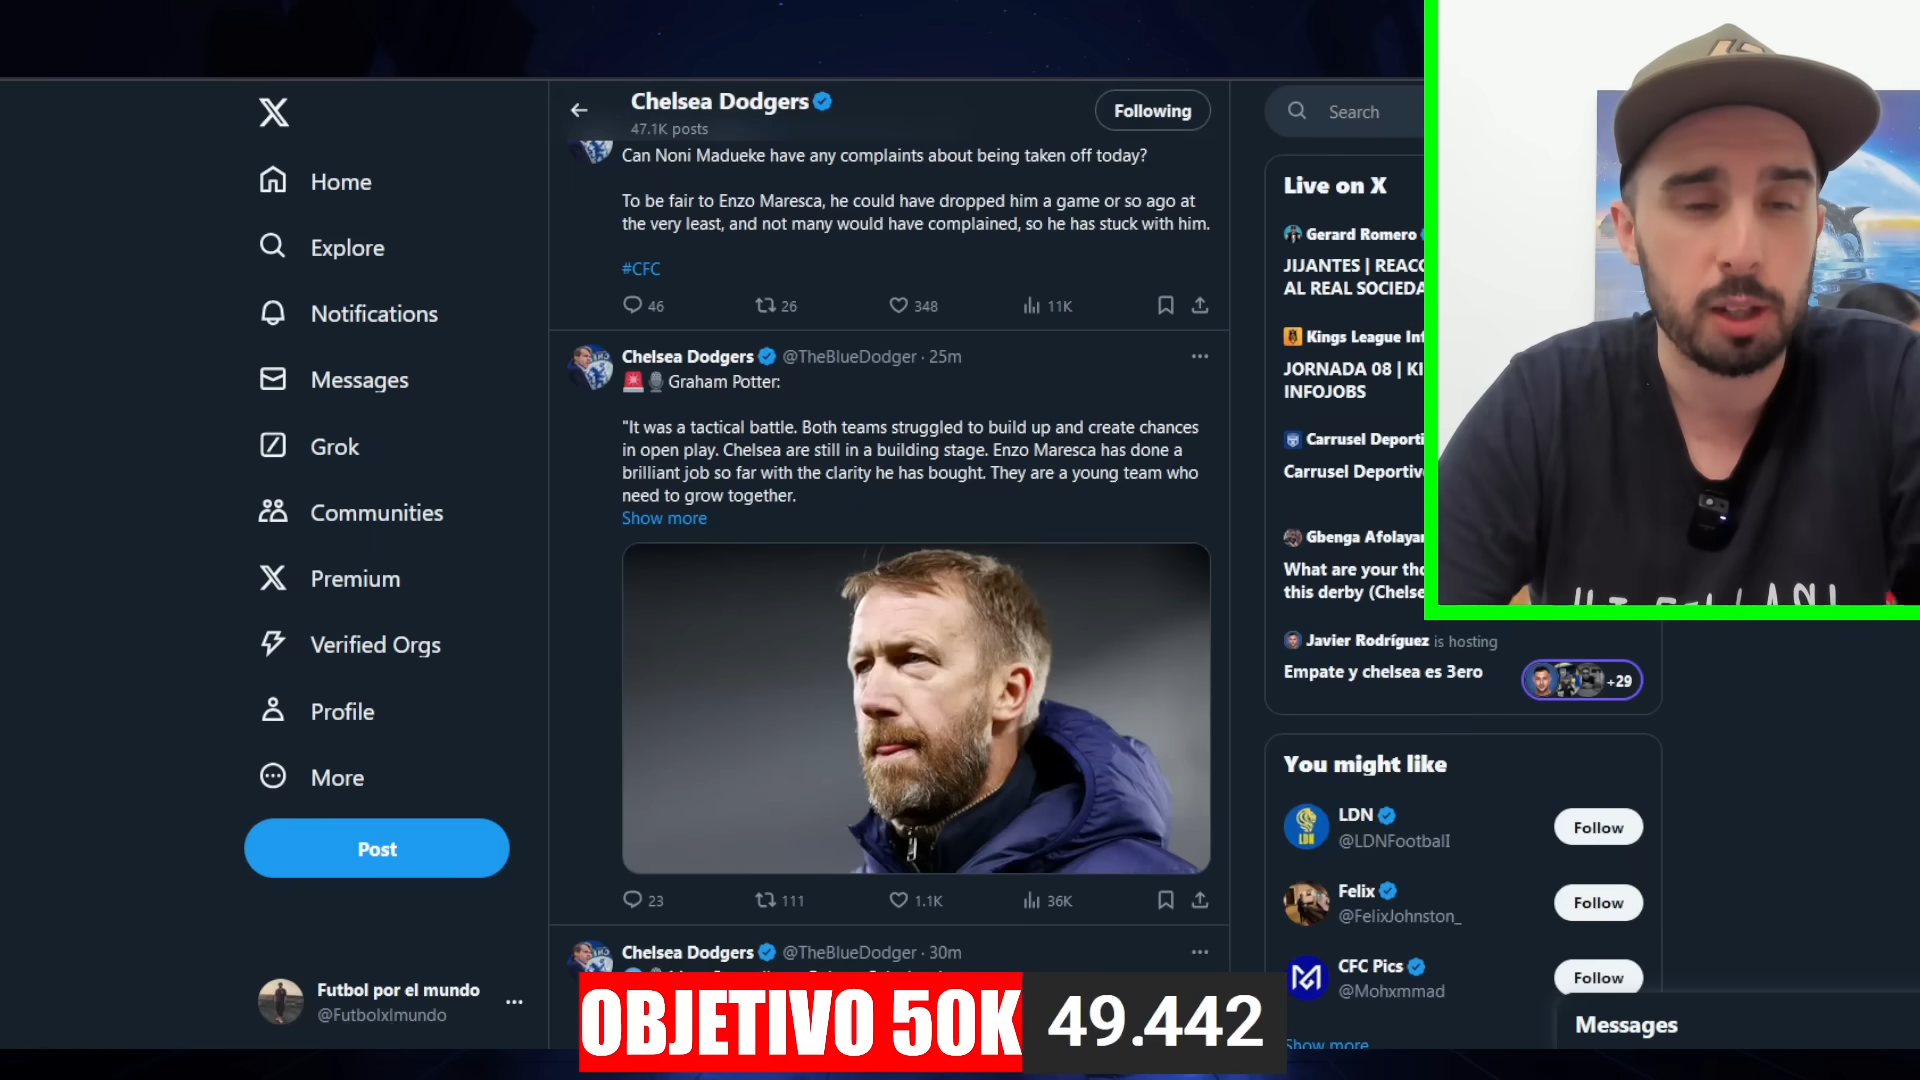 Home
Explore
Notifications
Messages
Grok
Communities
Premium
Verified Orgs
Profile
More
Post
Futbol por el mundo
@Futbolxlmundo
Chelsea Dodgers
47.1K posts
Following
Can Noni Madueke have any complaints about being taken off today?
To be fair to Enzo Maresca, he could have dropped him a game or so ago at
the very least, and not many would have complained, so he has stuck with him.
#CFC
46 26 348 11K
Chelsea Dodgers @TheBlueDodger · 25m
Graham Potter:
"It was a tactical battle. Both teams struggled to build up and create chances
in open play. Chelsea are still in a building stage. Enzo Maresca has done a
brilliant job so far with the clarity he has bought. They are a young team who
need to grow together.
Show more
23 111 1.1K 36K
Chelsea Dodgers @TheBlueDodger · 30m
OBJETIVO 50K 49.442
Search
Live on X
Gerard Romero
JIJANTES | REACC
AL REAL SOCIEDA
Kings League Inf
JORNADA 08 | KI
INFOJOBS
Carrusel Deporti
Carrusel Deportiv
Gbenga Afolayan
What are your tho
this derby (Chelse
Javier Rodríguez is hosting
Empate y chelsea es 3ero
+29
You might like
LDN
@LDNFootball
Follow
Felix
@FelixJohnston_
Follow
CFC Pics
@Mohxmmad
Follow
Show more
Messages